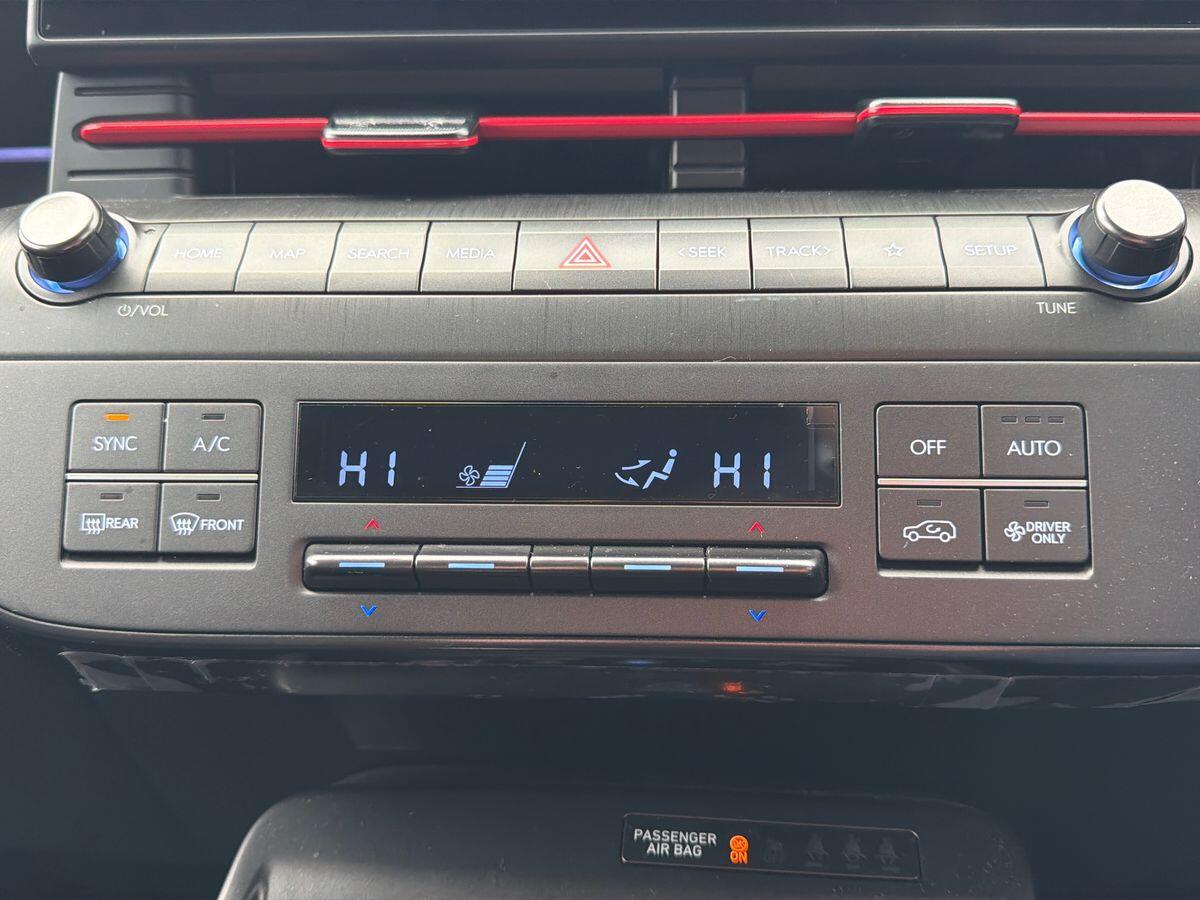 HOME
MAP
SEARCH
MEDIA
<SEEK
TRACK>
SETUP
/VOL
TUNE
SYNC
A/C
HI
HI
OFF
AUTO
REAR
FRONT
DRIVER
ONLY
PASSENGER
AIR BAG
ON